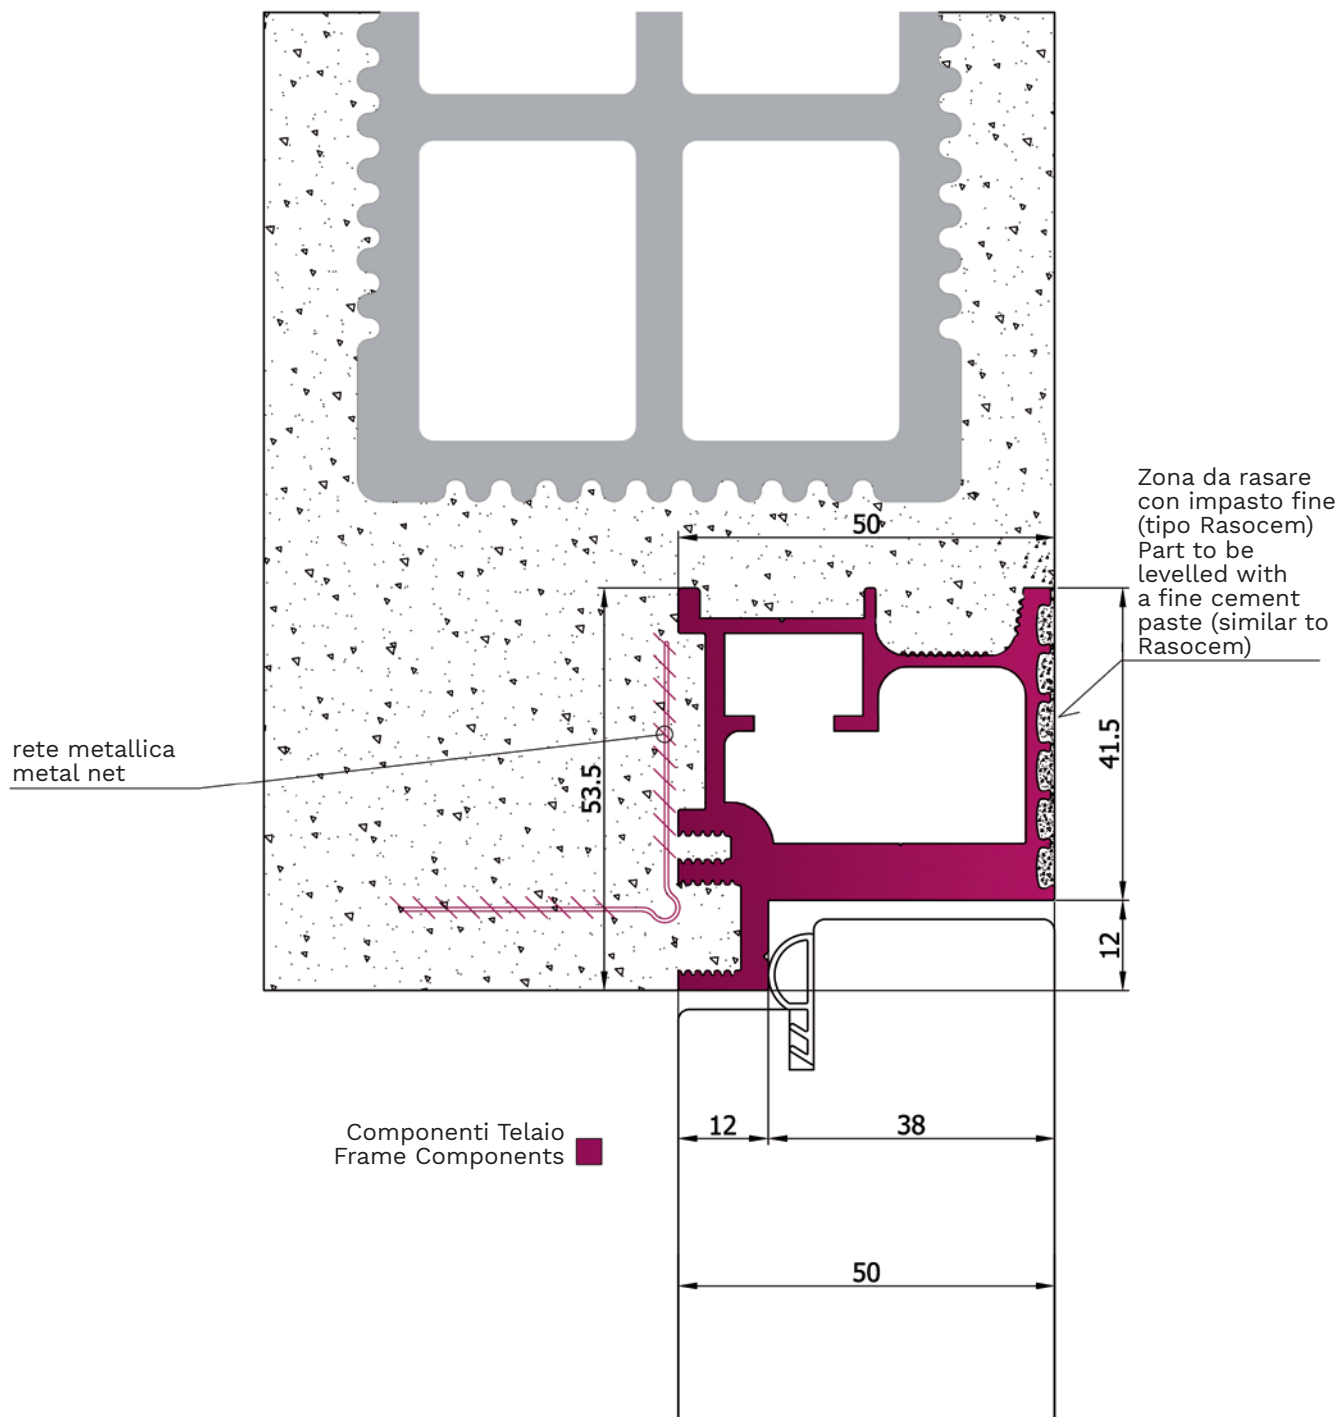 Zona da rasare
con impasto fine
(tipo Rasocem)
Part to be
levelled with
a fine cement
paste (similar to
Rasocem)
50
rete metallica
metal net
53.5
41.5
12
Componenti Telaio
Frame Components
12
38
50